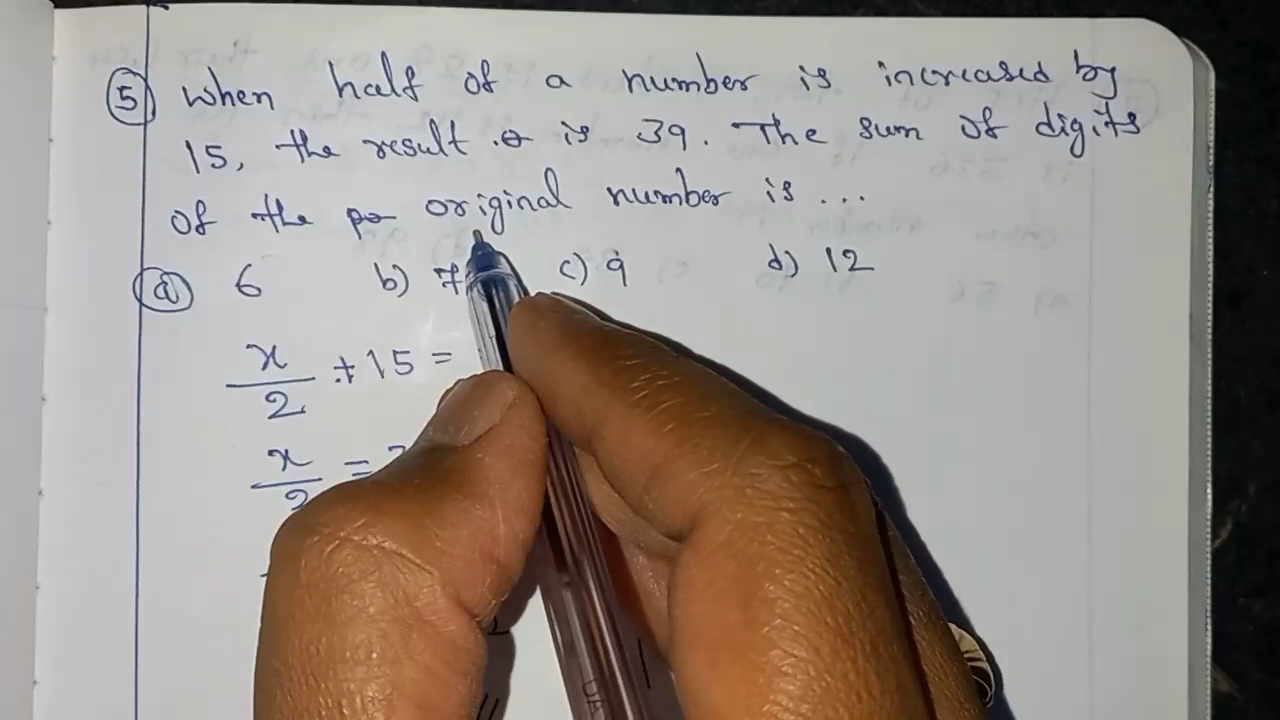 5 When half of a number is increased by
15, the result is 39. The sum of digits
of the original number is ...
a) 6 b) 7 c) 9 d) 12
x/2 + 15 =
x/2 =